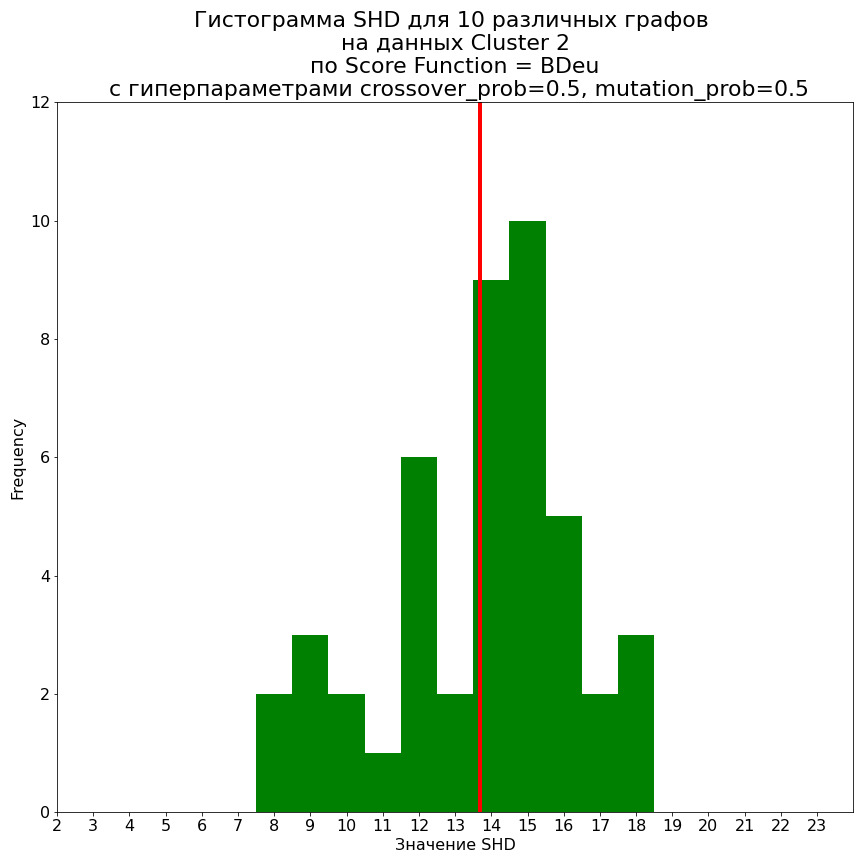 Гистограмма SHD для 10 различных графов
на данных Cluster 2
по Score Function = BDeu
с гиперпараметрами crossover_prob=0.5, mutation_prob=0.5
12
10
8
6
4
2
0
Frequency
2 3 4 5 6 7 8 9 10 11 12 13 14 15 16 17 18 19 20 21 22 23
Значение SHD